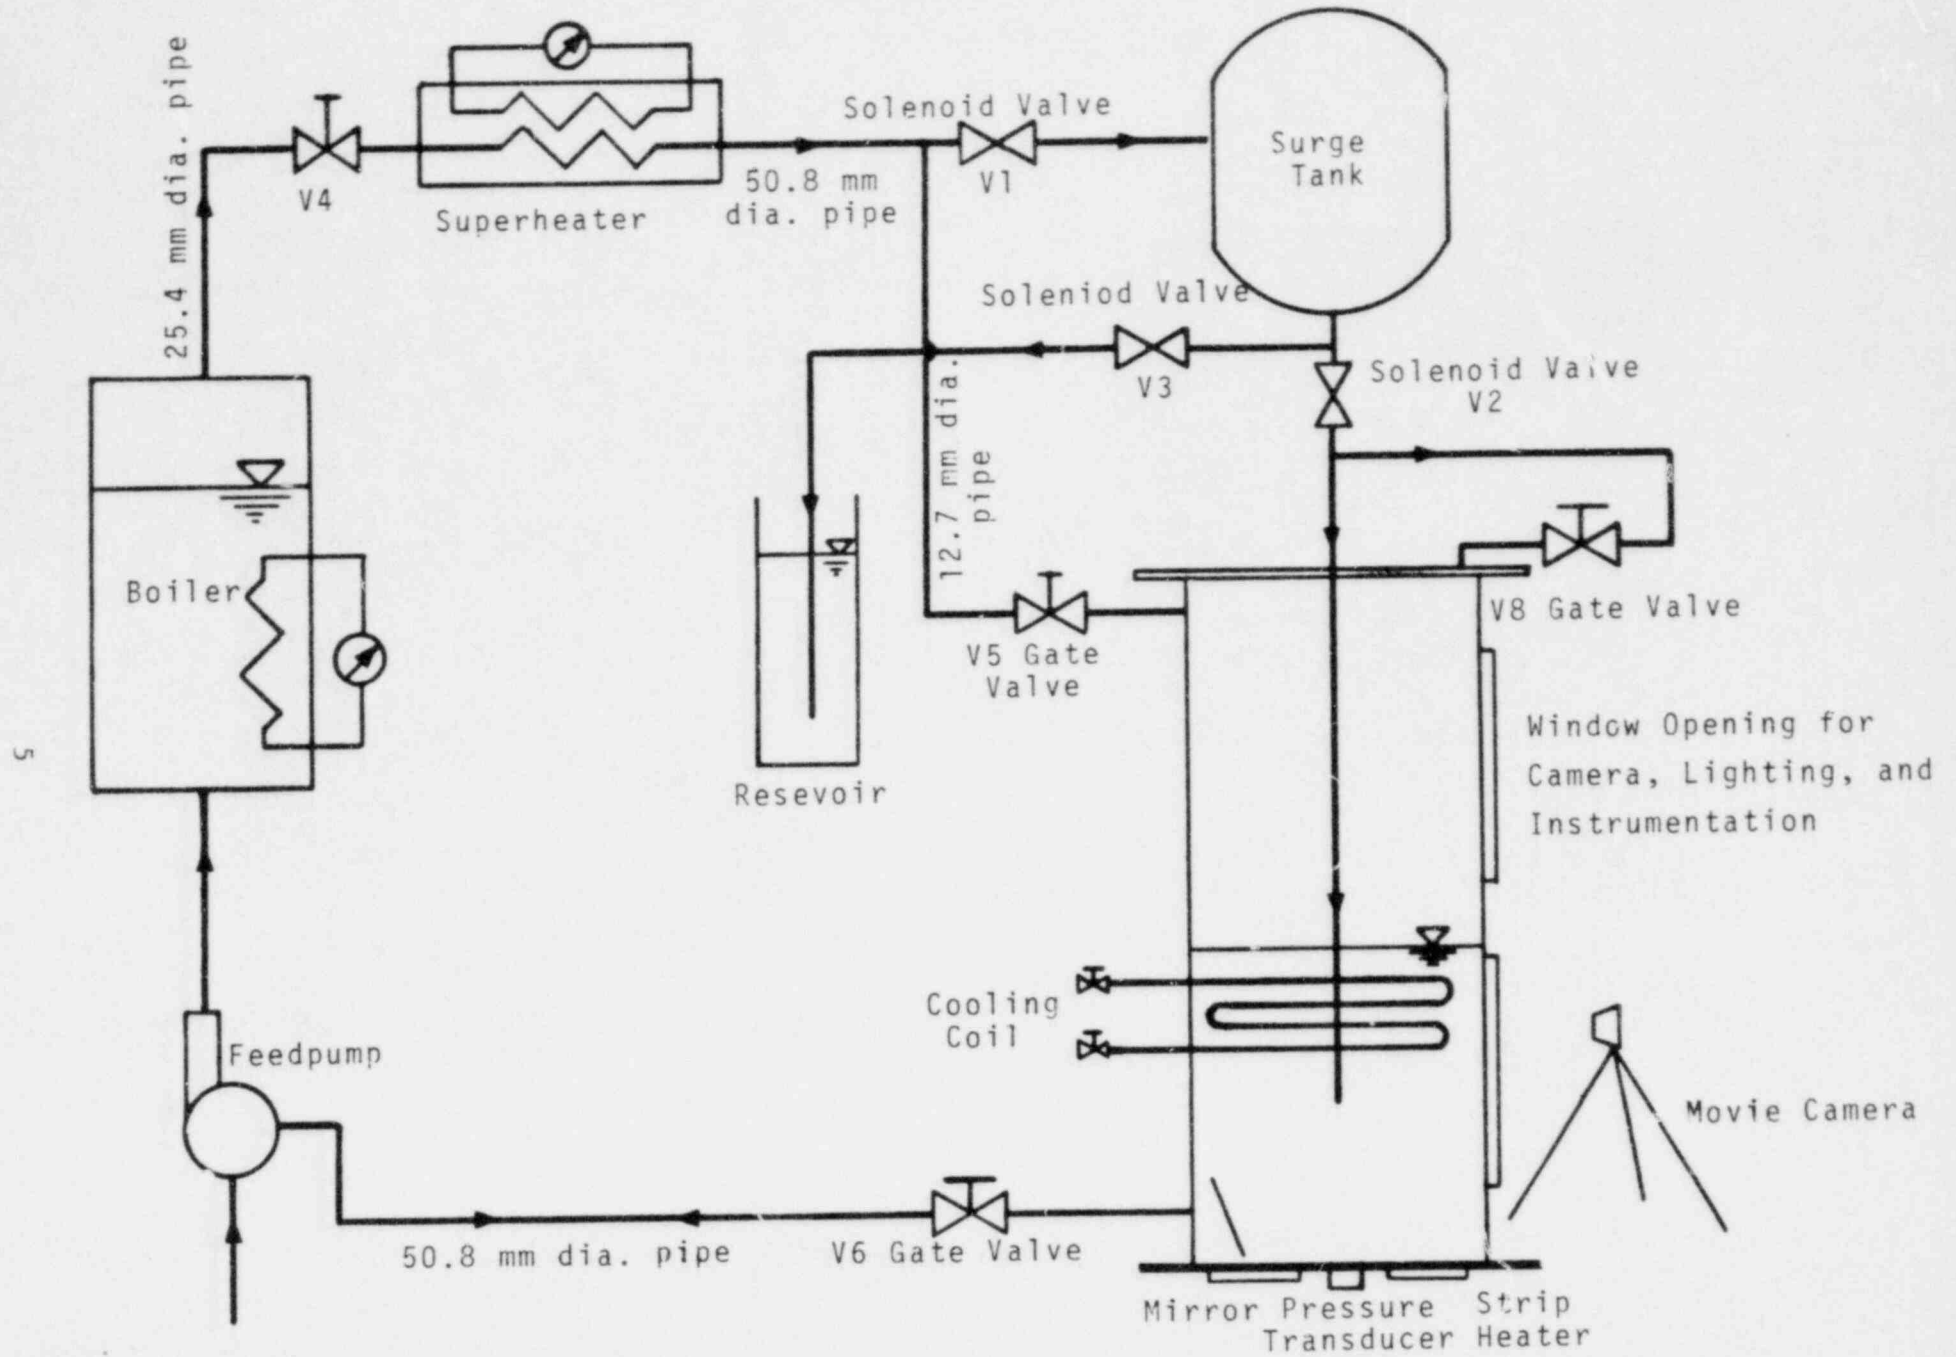 25.4 mm dia. pipe
V4
Superheater
50.8 mm
dia. pipe
Solenoid Valve
V1
Surge
Tank
Soleniod Valve
V3
Solenoid Valve
V2
12.7 mm dia.
pipe
Boiler
V5 Gate
Valve
V8 Gate Valve
Resevoir
Window Opening for
Camera, Lighting, and
Instrumentation
5
Cooling
Coil
Feedpump
Movie Camera
50.8 mm dia. pipe
V6 Gate Valve
Mirror
Pressure
Transducer
Strip
Heater